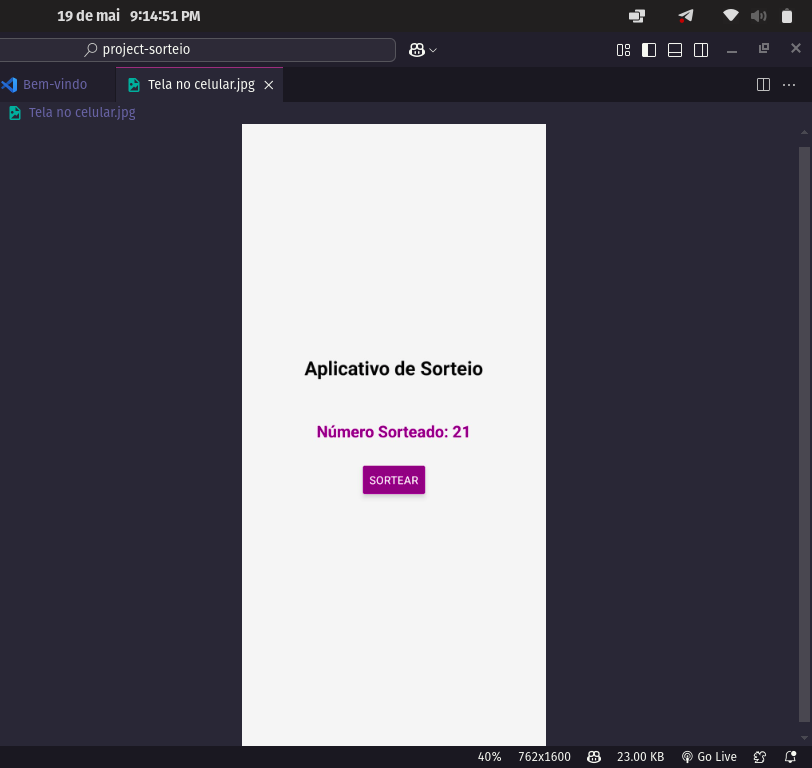 19 de mai 9:14:51 PM
project-sorteio
Bem-vindo
Tela no celular.jpg
Tela no celular.jpg
Aplicativo de Sorteio
Número Sorteado: 21
SORTEAR
40% 762x1600 23.00 KB Go Live